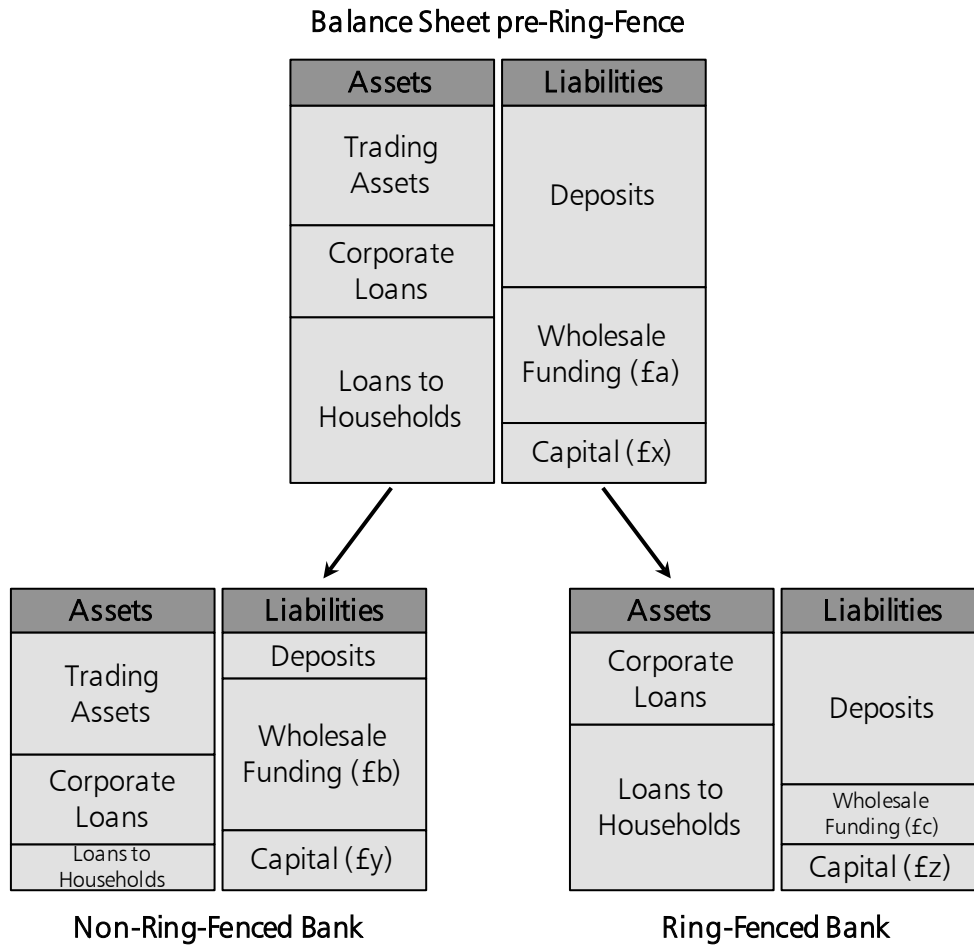 Balance Sheet pre-Ring-Fence
Assets
Liabilities
Trading
Assets
Corporate
Loans
Loans to
Households
Deposits
Wholesale
Funding (£a)
Capital (£x)
Assets
Liabilities
Trading
Assets
Corporate
Loans
Loans to
Households
Deposits
Wholesale
Funding (£b)
Capital (£y)
Non-Ring-Fenced Bank
Assets
Liabilities
Corporate
Loans
Loans to
Households
Deposits
Wholesale
Funding (£c)
Capital (£z)
Ring-Fenced Bank